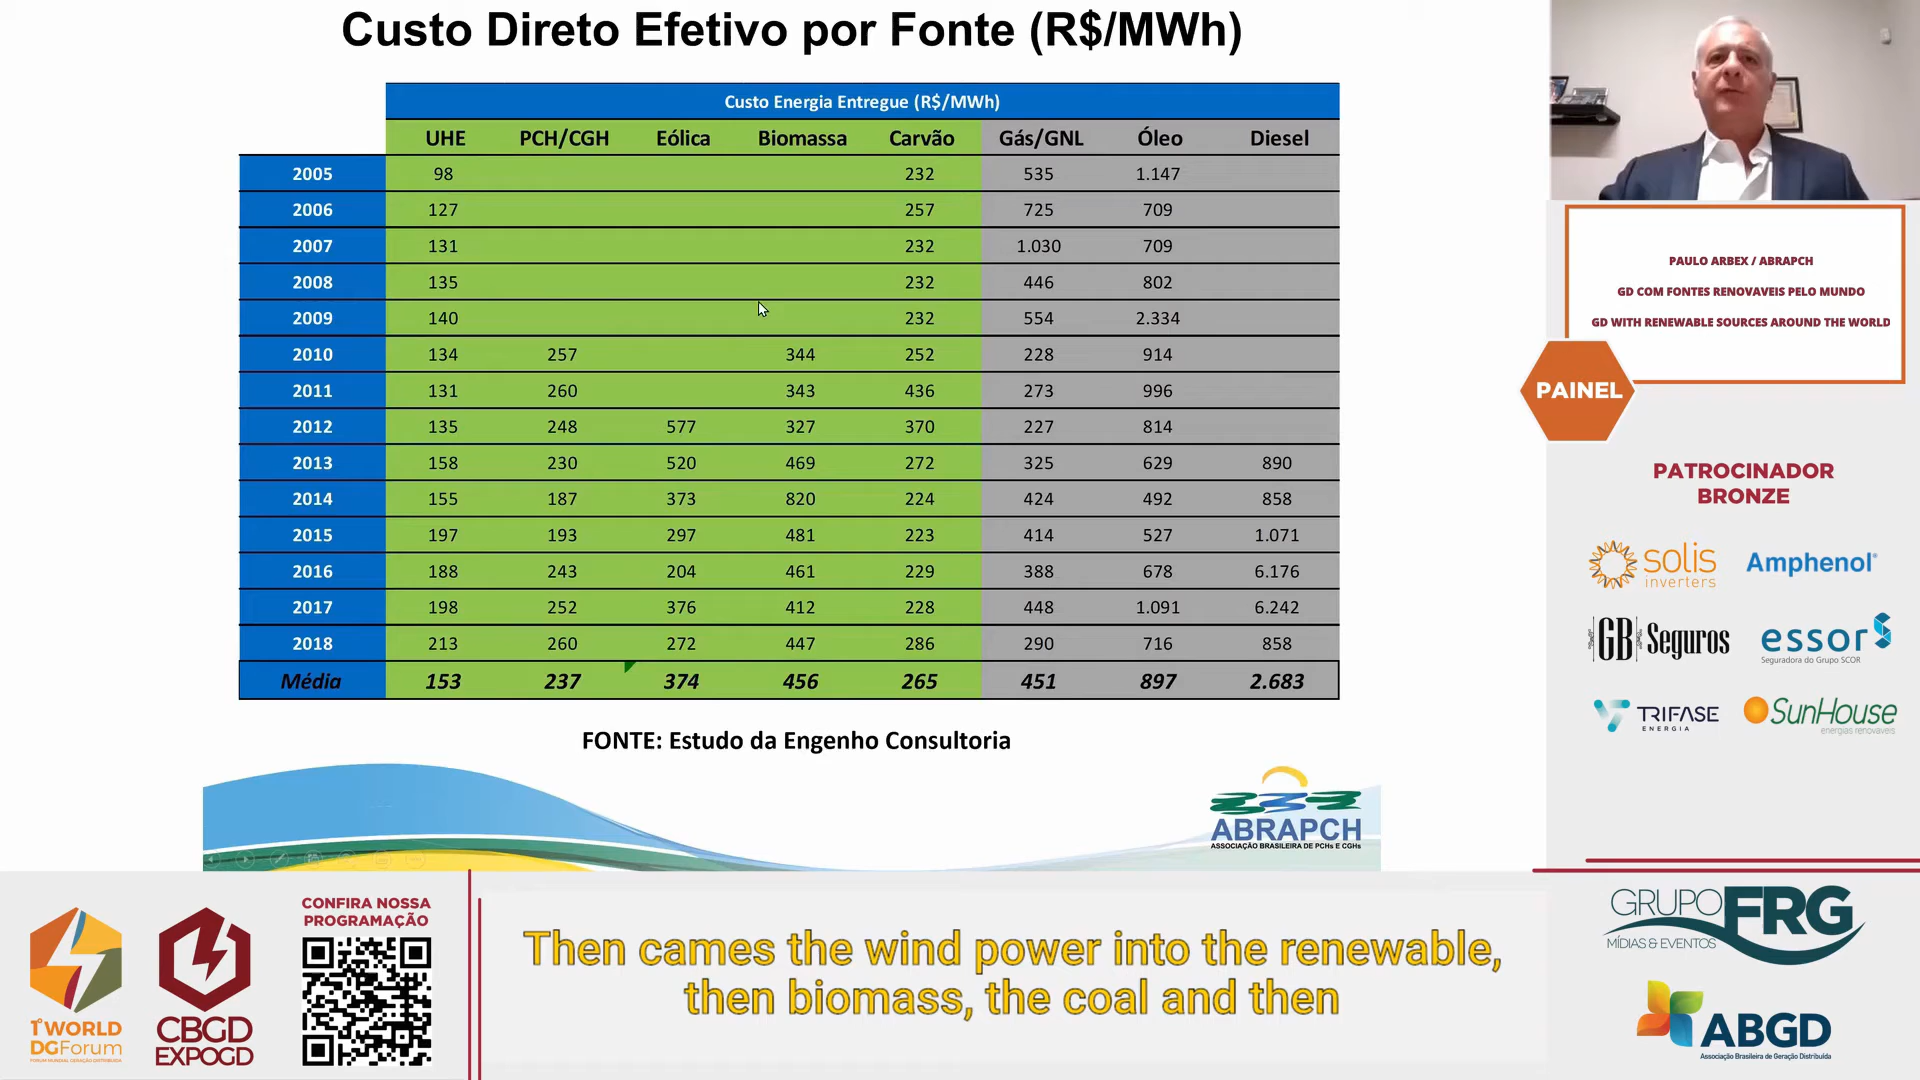 Custo Direto Efetivo por Fonte (R$/MWh)
Custo Energia Entregue (R$/MWh)
UHE PCH/CGH Eólica Biomassa Carvão Gás/GNL Óleo Diesel
2005 98 232 535 1.147
2006 127 257 725 709
2007 131 232 1.030 709
2008 135 232 446 802
2009 140 232 554 2.334
2010 134 257 344 252 228 914
2011 131 260 343 436 273 996
2012 135 248 577 327 370 227 814
2013 158 230 520 469 272 325 629 890
2014 155 187 373 820 224 424 492 858
2015 197 193 297 481 223 414 527 1.071
2016 188 243 204 461 229 388 678 6.176
2017 198 252 376 412 228 448 1.091 6.242
2018 213 260 272 447 286 290 716 858
Média 153 237 374 456 265 451 897 2.683
FONTE: Estudo da Engenho Consultoria
ABRAPCH
ASSOCIAÇÃO BRASILEIRA DE PCHs E CGHs
PAULO ARBEX / ABRAPCH
GD COM FONTES RENOVAVEIS PELO MUNDO
GD WITH RENEWABLE SOURCES AROUND THE WORLD
PAINEL
PATROCINADOR
BRONZE
solis
inverters
Amphenol
GB Seguros
essor
Seguradora do Grupo SCOR
TRIFASE
ENERGIA
SunHouse
energias renováveis
1º WORLD
DGForum
FÓRUM MUNDIAL GERAÇÃO DISTRIBUÍDA
CBGD
EXPOGD
CONFIRA NOSSA
PROGRAMAÇÃO
Then cames the wind power into the renewable,
then biomass, the coal and then
GRUPO FRG
MÍDIAS & EVENTOS
ABGD
Associação Brasileira de Geração Distribuída